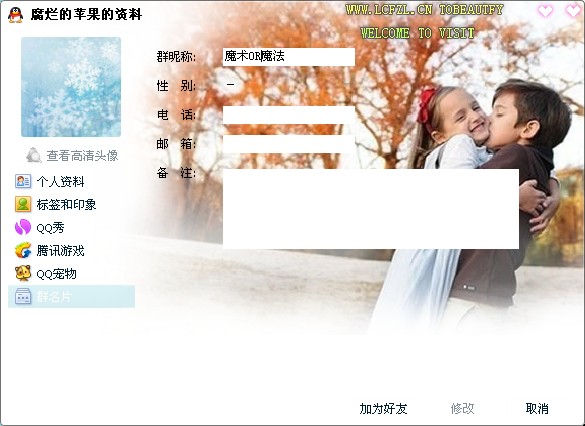 腐烂的苹果的资料
WWW.LCFZL.CN TOBEAUTFY
WELCOME TO VISIT
群昵称: 魔术OR魔法
性 别: －
电 话:
邮 箱:
备 注:
查看高清头像
个人资料
标签和印象
QQ秀
腾讯游戏
QQ宠物
群名片
加为好友 修改 取消